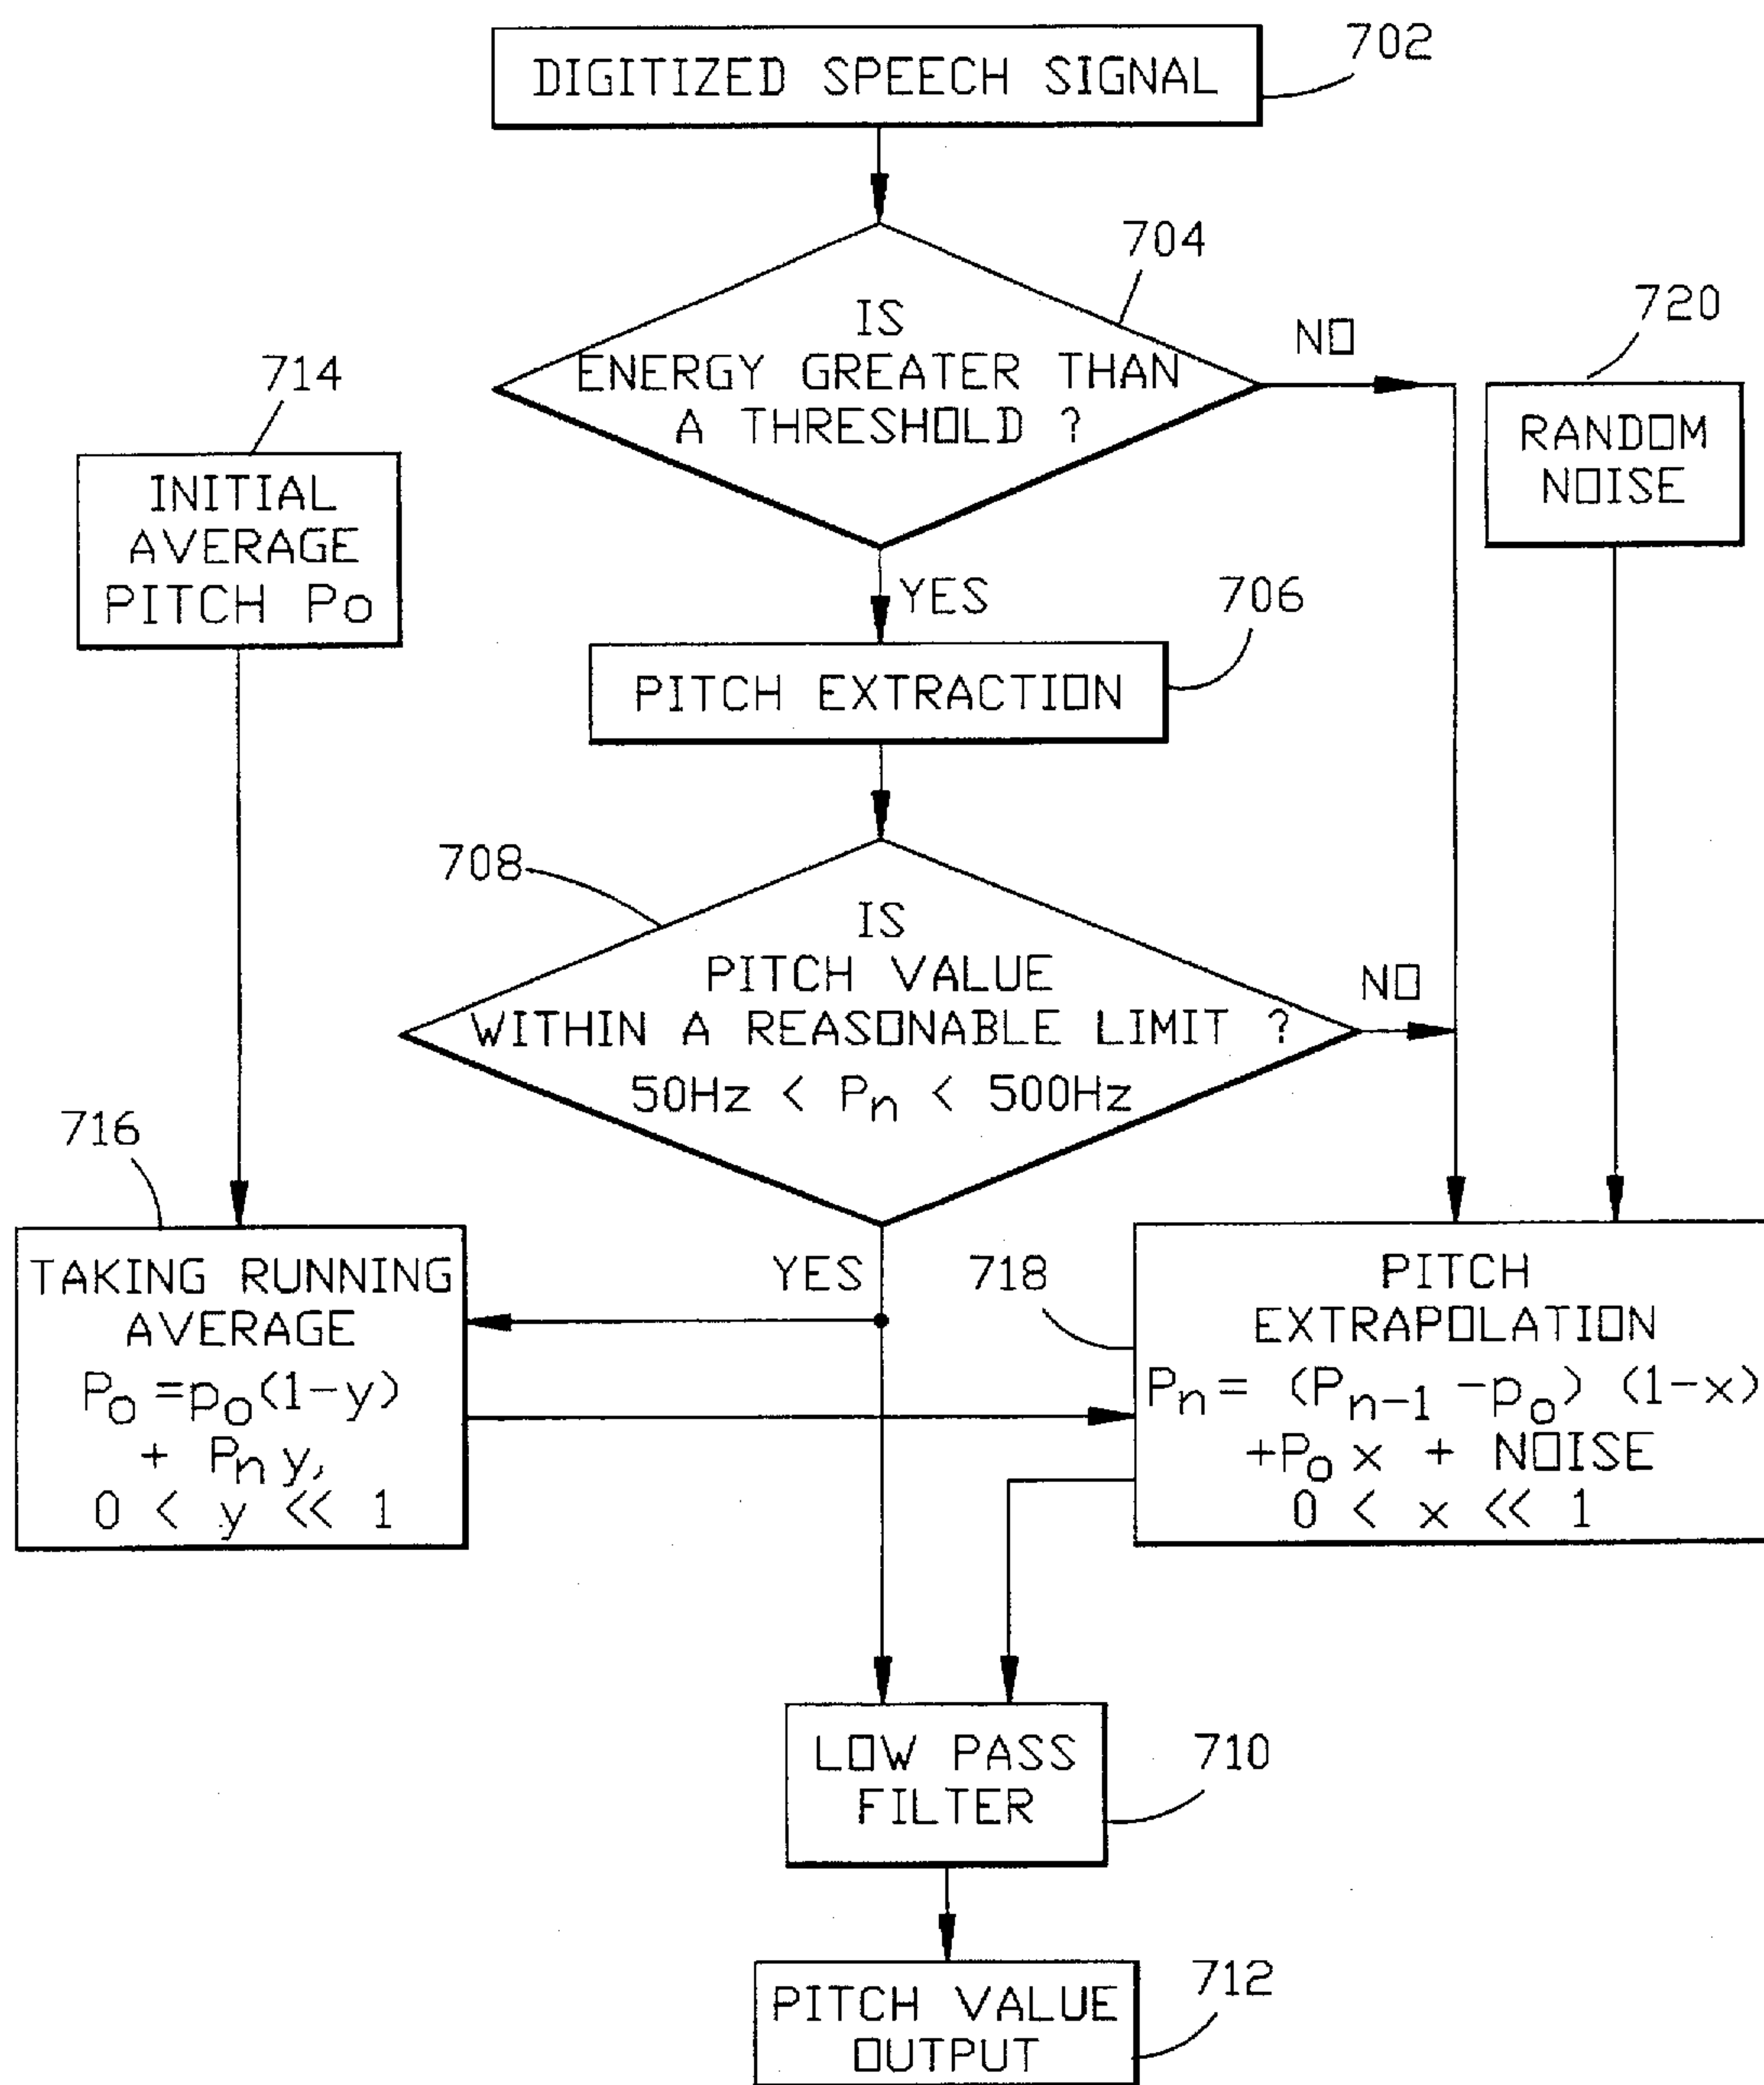 702
DIGITIZED SPEECH SIGNAL
704
IS
ENERGY GREATER THAN
A THRESHOLD ?
NO
720
RANDOM
NOISE
714
INITIAL
AVERAGE
PITCH Po
YES
706
PITCH EXTRACTION
708
IS
PITCH VALUE
WITHIN A REASONABLE LIMIT ?
50Hz < Pn < 500Hz
NO
716
TAKING RUNNING
AVERAGE
Po =po(1-y)
+ Pn y,
0 < y << 1
YES
718
PITCH
EXTRAPOLATION
Pn = (Pn-1 -po) (1-x)
+Po x + NOISE
0 < x << 1
LOW PASS
FILTER
710
PITCH VALUE
OUTPUT
712